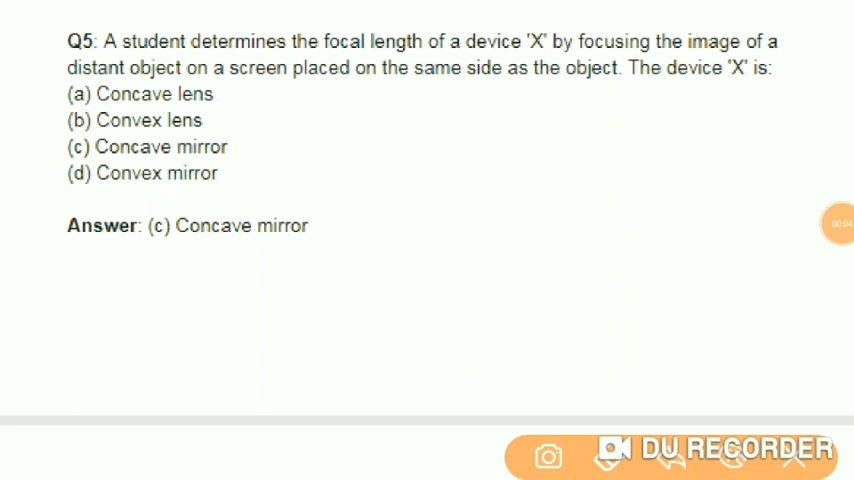 Q5: A student determines the focal length of a device 'X' by focusing the image of a
distant object on a screen placed on the same side as the object. The device 'X' is:
(a) Concave lens
(b) Convex lens
(c) Concave mirror
(d) Convex mirror
Answer: (c) Concave mirror
00:04
DU RECORDER